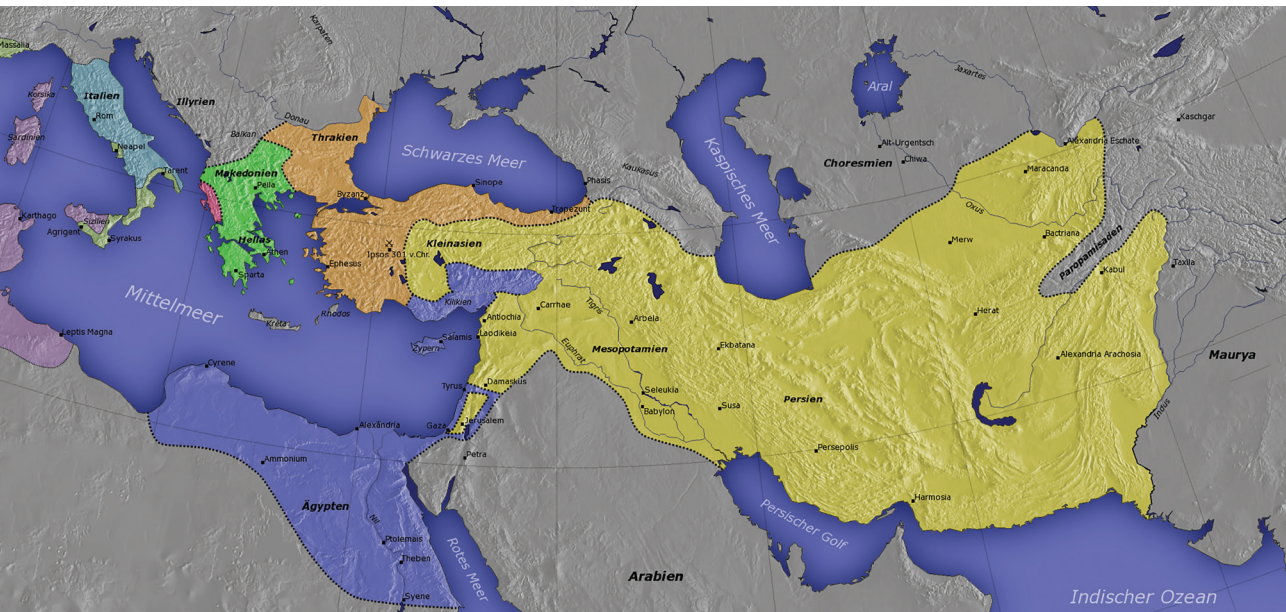 Massalia
Karpaten
Korsika
Italien
Illyrien
Rom
Donau
Sardinien
Balkan
Thrakien
Neapel
Tarent
Makedonien
Pella
Byzanz
Karthago
Sizilien
Agrigent
Syrakus
Hellas
Athen
Sparta
Ephesus
Ipsos 301 v.Chr.
Mittelmeer
Kreta
Rhodos
Leptis Magna
Cyrene
Schwarzes Meer
Sinope
Phasis
Trapezunt
Kaukasus
Kleinasien
Kilikien
Zypern
Salamis
Antiochia
Laodikeia
Carrhae
Tigris
Euphrat
Arbela
Mesopotamien
Ekbatana
Damaskus
Tyrus
Seleukia
Babylon
Susa
Gaza
Jerusalem
Petra
Alexandria
Ammonium
Ägypten
Nil
Ptolemais
Theben
Syene
Rotes Meer
Arabien
Kaspisches Meer
Aral
Jaxartes
Alt-Urgentsch
Choresmien
Chiwa
Kaschgar
Alexandria Eschate
Maracanda
Oxus
Merw
Bactriana
Paropamisaden
Kabul
Taxila
Herat
Alexandria Arachosia
Maurya
Indus
Persien
Persepolis
Harmosia
Persischer Golf
Indischer Ozean